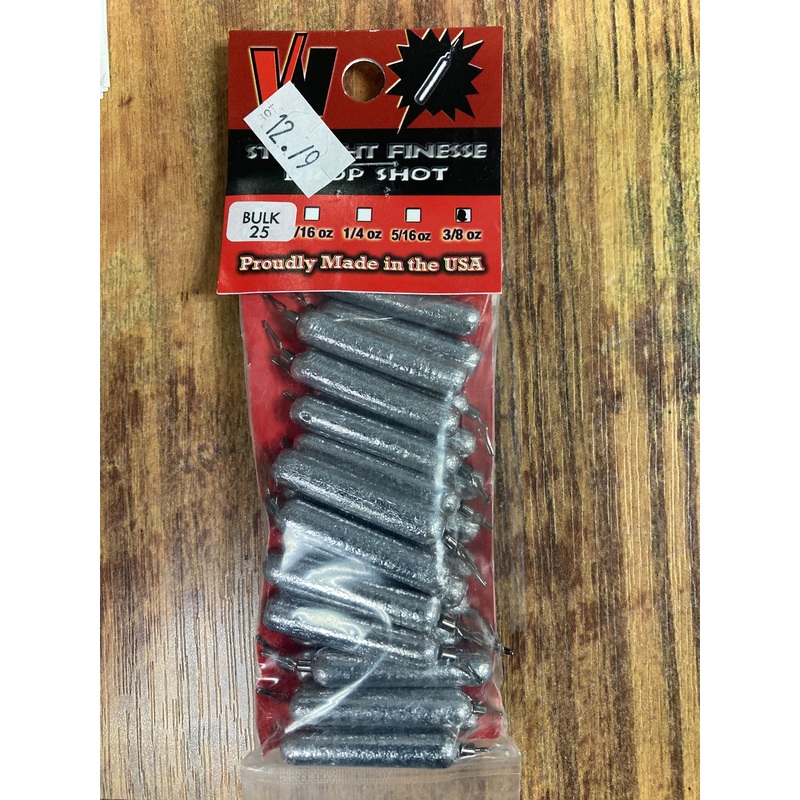 W
12.19
FINESSE
SHOT
BULK
25
/16 oz 1/4 oz 5/16 oz 3/8 oz
Proudly Made in the USA